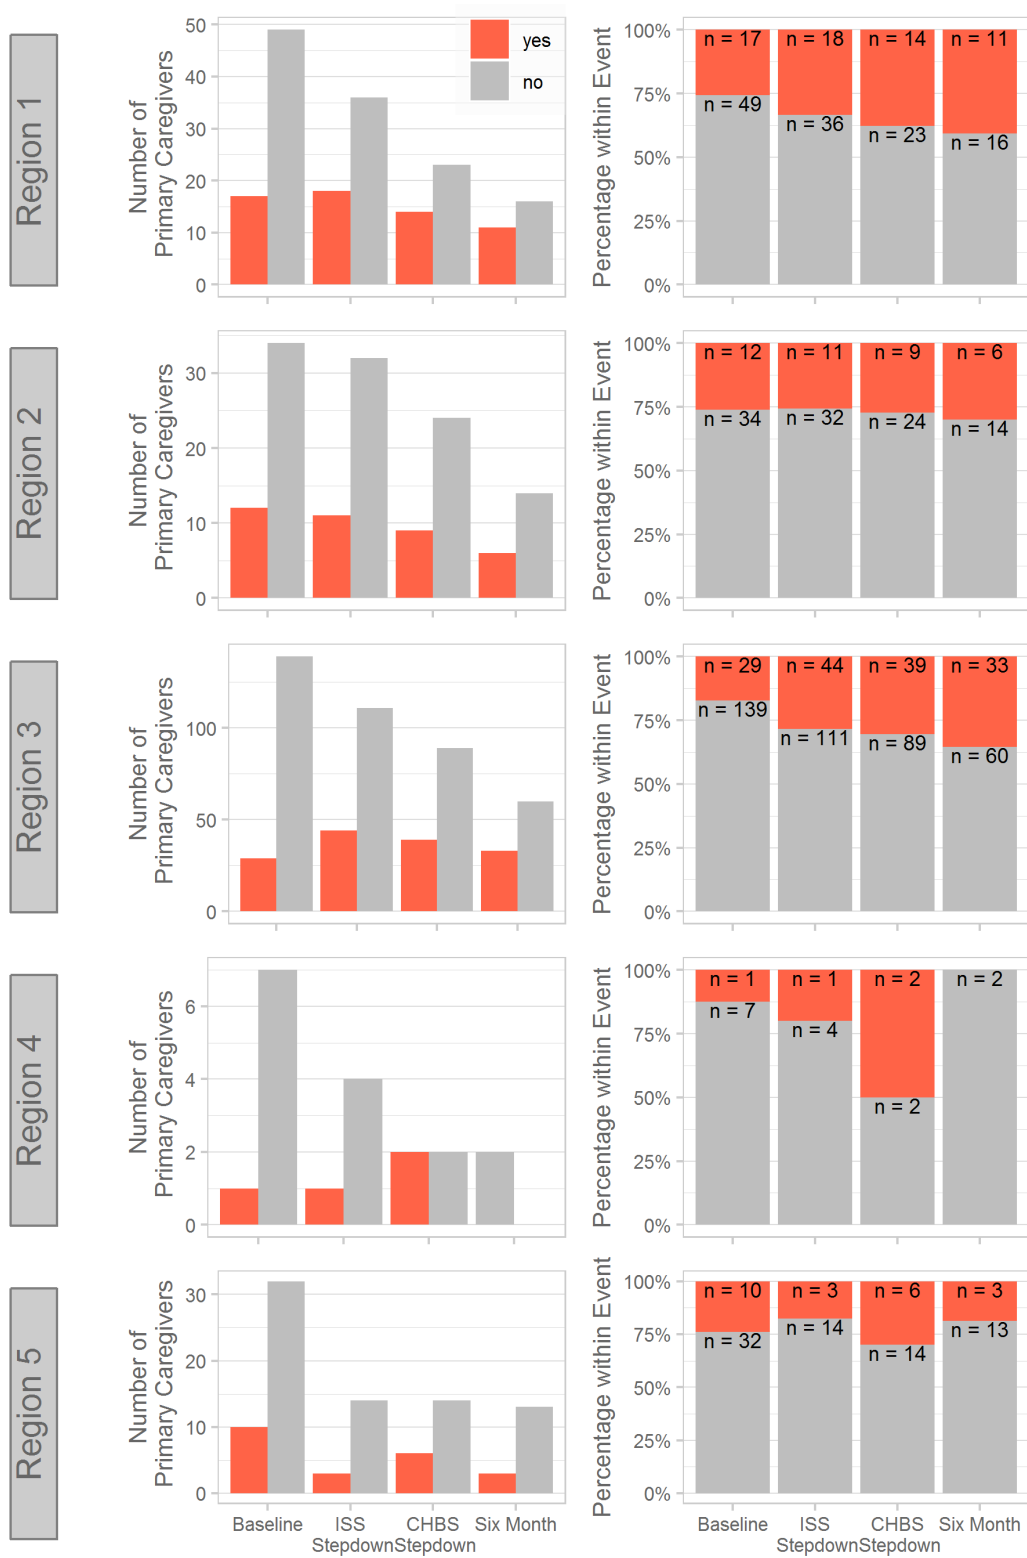 Region 1
Number of
Primary Caregivers
50
40
30
20
10
0
yes
no
Percentage within Event
100%
75%
50%
25%
0%
n = 17
n = 18
n = 14
n = 11
n = 49
n = 36
n = 23
n = 16
Region 2
Number of
Primary Caregivers
30
20
10
0
Percentage within Event
100%
75%
50%
25%
0%
n = 12
n = 11
n = 9
n = 6
n = 34
n = 32
n = 24
n = 14
Region 3
Number of
Primary Caregivers
100
50
0
Percentage within Event
100%
75%
50%
25%
0%
n = 29
n = 44
n = 39
n = 33
n = 139
n = 111
n = 89
n = 60
Region 4
Number of
Primary Caregivers
6
4
2
0
Percentage within Event
100%
75%
50%
25%
0%
n = 1
n = 1
n = 2
n = 2
n = 7
n = 4
n = 2
Region 5
Number of
Primary Caregivers
30
20
10
0
Baseline
ISS
Stepdown
CHBS
Stepdown
Six Month
Percentage within Event
100%
75%
50%
25%
0%
n = 10
n = 3
n = 6
n = 3
n = 32
n = 14
n = 14
n = 13
Baseline
ISS
Stepdown
CHBS
Stepdown
Six Month